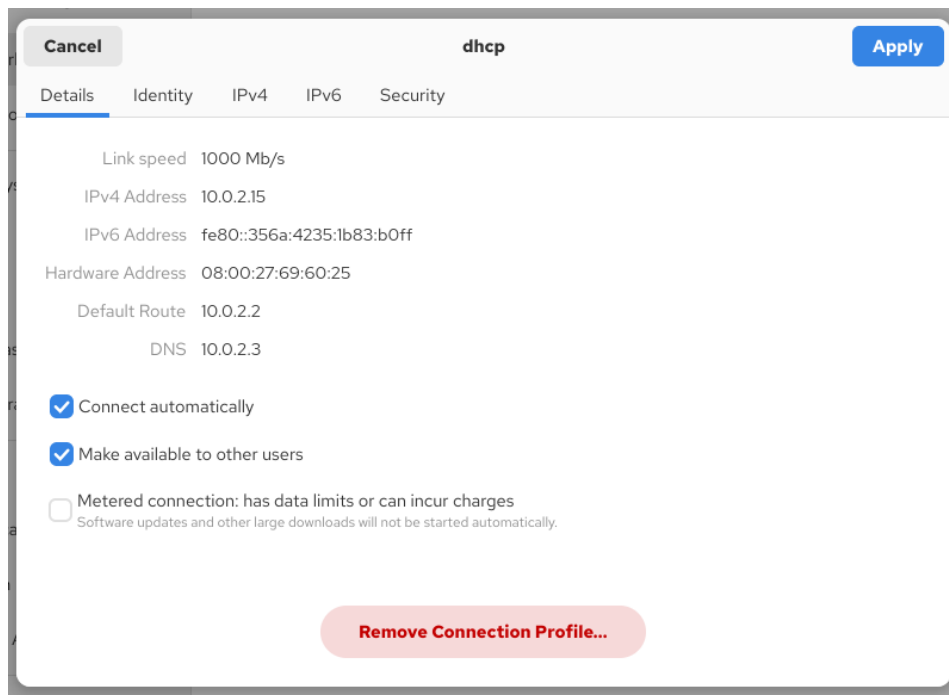 Cancel dhcp Apply
Details Identity IPv4 IPv6 Security
Link speed 1000 Mb/s
IPv4 Address 10.0.2.15
IPv6 Address fe80::356a:4235:1b83:b0ff
Hardware Address 08:00:27:69:60:25
Default Route 10.0.2.2
DNS 10.0.2.3
Connect automatically
Make available to other users
Metered connection: has data limits or can incur charges
Software updates and other large downloads will not be started automatically.
Remove Connection Profile...